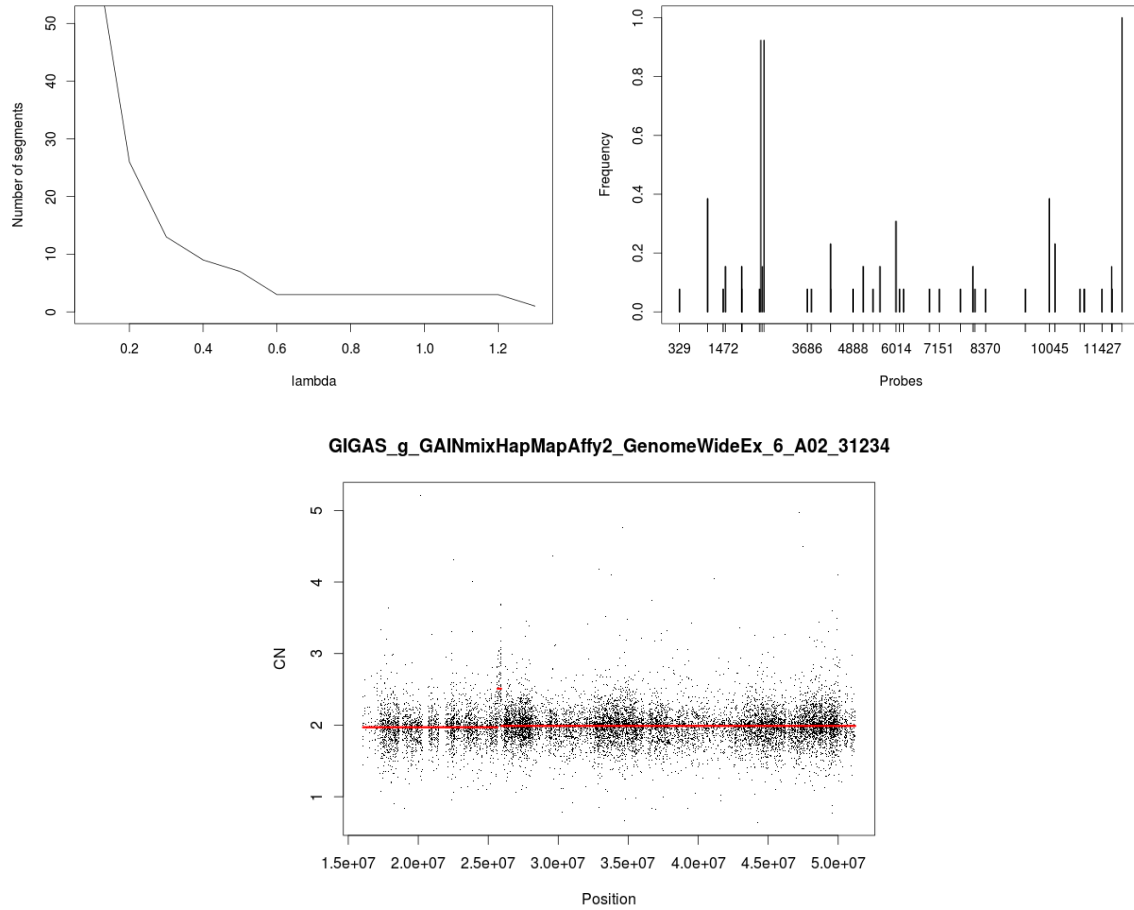 Number of segments
50
40
30
20
10
0
0.2 0.4 0.6 0.8 1.0 1.2
lambda
Frequency
1.0
0.8
0.6
0.4
0.2
0.0
329 1472 3686 4888 6014 7151 8370 10045 11427
Probes
GIGAS_g_GAINmixHapMapAffy2_GenomeWideEx_6_A02_31234
CN
5
4
3
2
1
1.5e+07 2.0e+07 2.5e+07 3.0e+07 3.5e+07 4.0e+07 4.5e+07 5.0e+07
Position